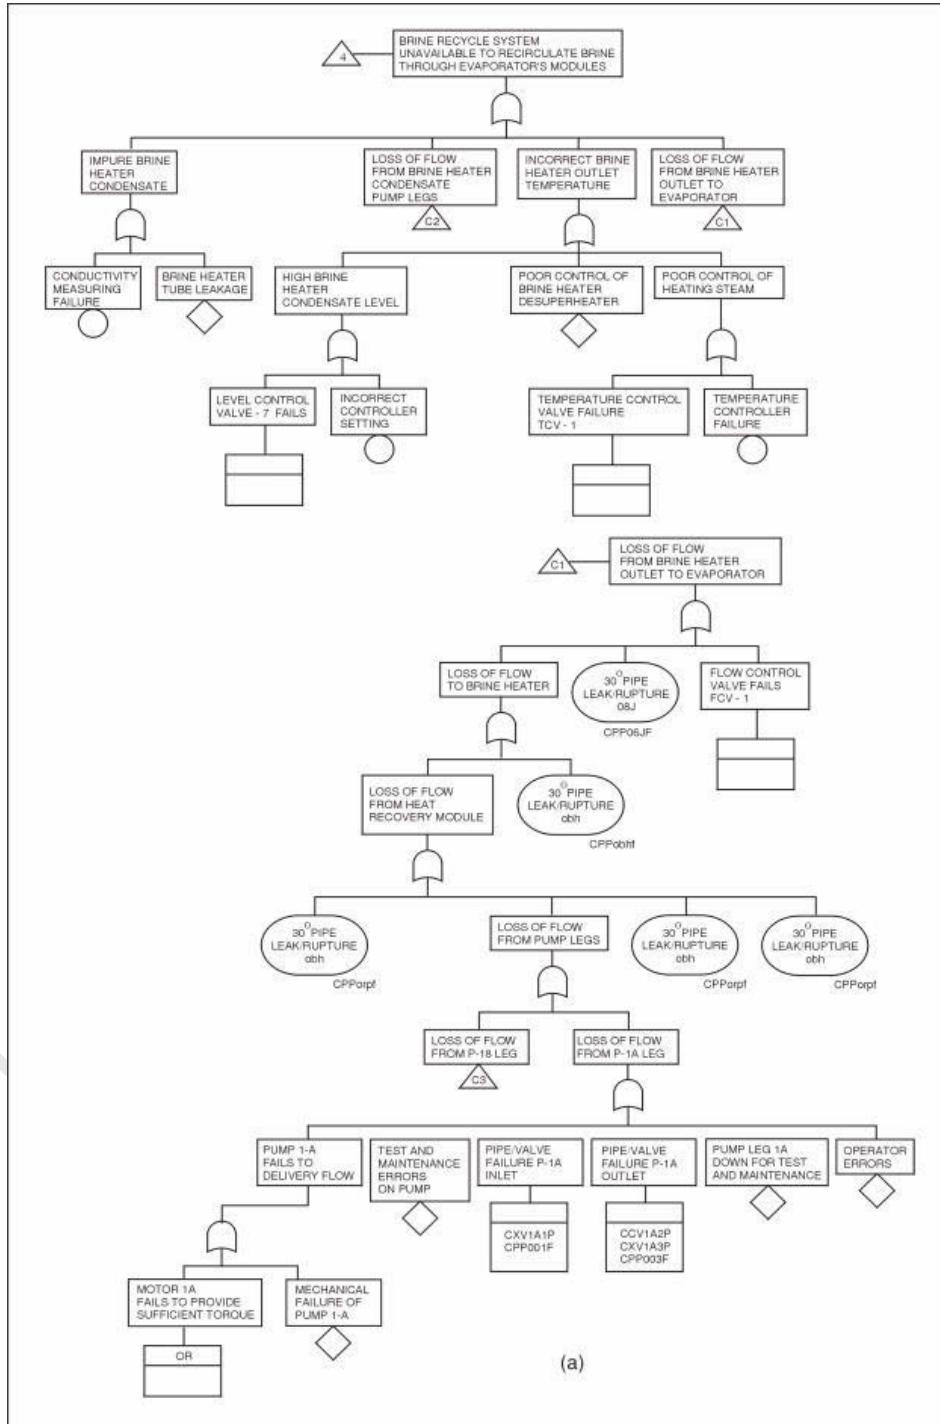 4
BRINE RECYCLE SYSTEM
UNAVAILABLE TO RECIRCULATE BRINE
THROUGH EVAPORATOR'S MODULES
IMPURE BRINE
HEATER
CONDENSATE
LOSS OF FLOW
FROM BRINE HEATER
CONDENSATE
PUMP LEGS
C2
INCORRECT BRINE
HEATER OUTLET
TEMPERATURE
LOSS OF FLOW
FROM BRINE HEATER
OUTLET TO
EVAPORATOR
C1
CONDUCTIVITY
MEASURING
FAILURE
BRINE HEATER
TUBE LEAKAGE
HIGH BRINE
HEATER
CONDENSATE LEVEL
POOR CONTROL OF
BRINE HEATER
DESUPERHEATER
POOR CONTROL OF
HEATING STEAM
LEVEL CONTROL
VALVE - 7 FAILS
INCORRECT
CONTROLLER
SETTING
TEMPERATURE CONTROL
VALVE FAILURE
TCV - 1
TEMPERATURE
CONTROLLER
FAILURE
C1
LOSS OF FLOW
FROM BRINE HEATER
OUTLET TO EVAPORATOR
LOSS OF FLOW
TO BRINE HEATER
30° PIPE
LEAK/RUPTURE
08J
CPP06JF
FLOW CONTROL
VALVE FAILS
FCV - 1
LOSS OF FLOW
FROM HEAT
RECOVERY MODULE
30° PIPE
LEAK/RUPTURE
obh
CPPobhf
30° PIPE
LEAK/RUPTURE
obh
CPPorpf
LOSS OF FLOW
FROM PUMP LEGS
30° PIPE
LEAK/RUPTURE
obh
CPPorpf
30° PIPE
LEAK/RUPTURE
obh
CPPorpf
LOSS OF FLOW
FROM P-18 LEG
C3
LOSS OF FLOW
FROM P-1A LEG
PUMP 1-A
FAILS TO
DELIVERY FLOW
TEST AND
MAINTENANCE
ERRORS
ON PUMP
PIPE/VALVE
FAILURE P-1A
INLET
CXV1A1P
CPP001F
PIPE/VALVE
FAILURE P-1A
OUTLET
CCV1A2P
CXV1A3P
CPP003F
PUMP LEG 1A
DOWN FOR TEST
AND MAINTENANCE
OPERATOR
ERRORS
MOTOR 1A
FAILS TO PROVIDE
SUFFICIENT TORQUE
OR
MECHANICAL
FAILURE OF
PUMP 1-A
(a)